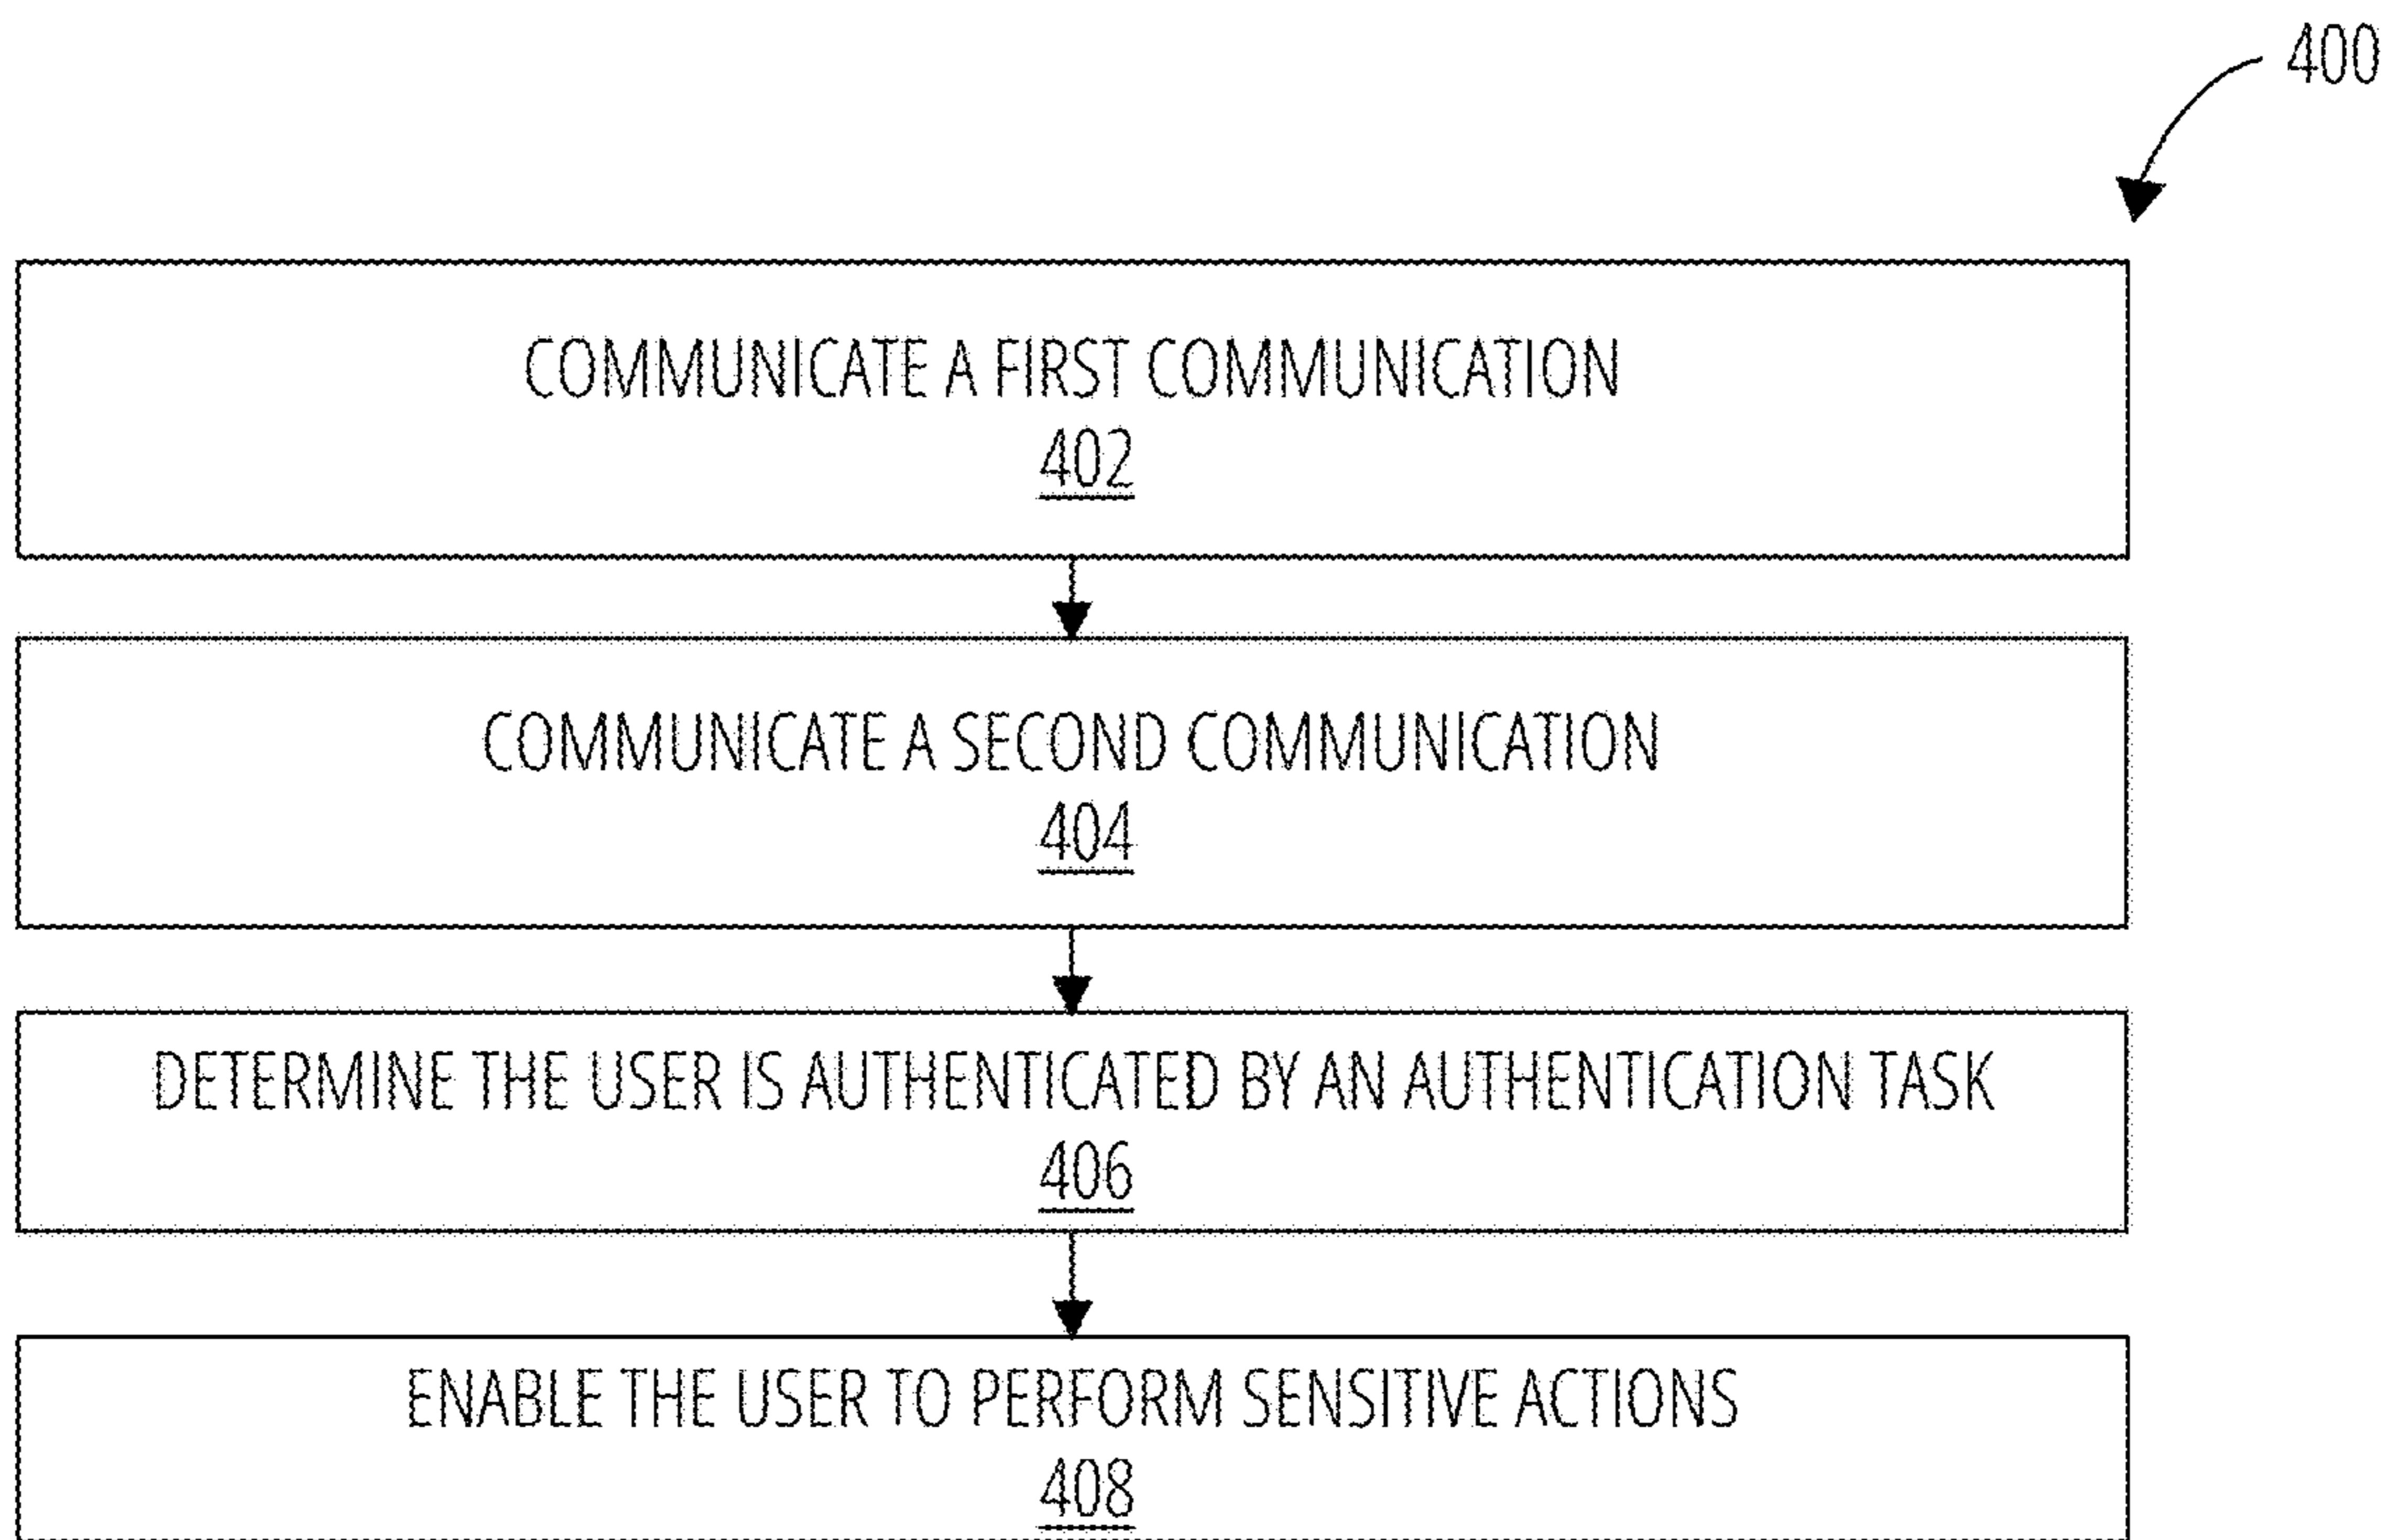 400
COMMUNICATE A FIRST COMMUNICATION
402
COMMUNICATE A SECOND COMMUNICATION
404
DETERMINE THE USER IS AUTHENTICATED BY AN AUTHENTICATION TASK
406
ENABLE THE USER TO PERFORM SENSITIVE ACTIONS
408